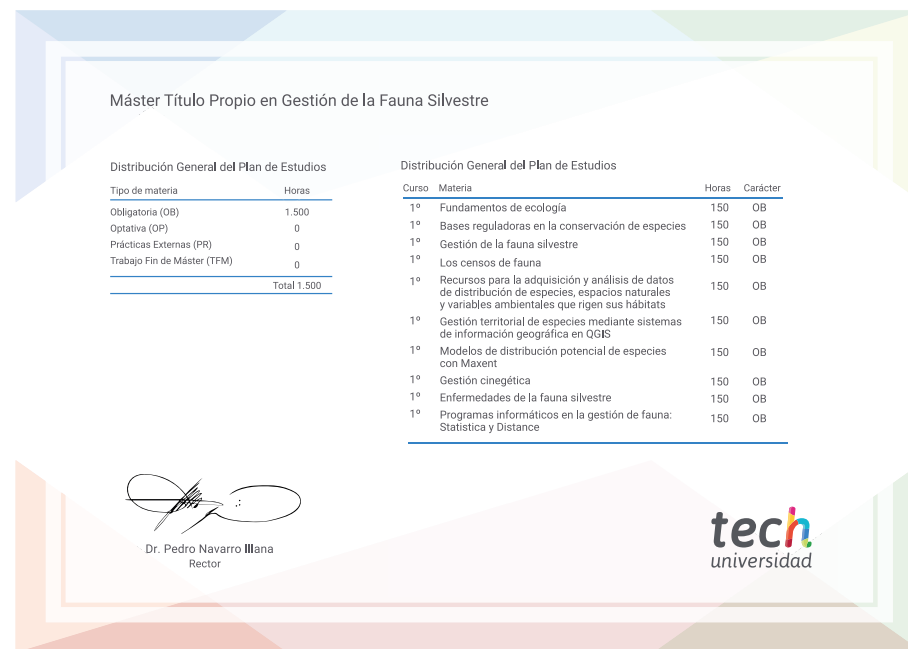 Máster Título Propio en Gestión de la Fauna Silvestre
Distribución General del Plan de Estudios
Tipo de materia Horas
Obligatoria (OB) 1.500
Optativa (OP) 0
Prácticas Externas (PR) 0
Trabajo Fin de Máster (TFM) 0
Total 1.500
Distribución General del Plan de Estudios
Curso Materia Horas Carácter
1º Fundamentos de ecología 150 OB
1º Bases reguladoras en la conservación de especies 150 OB
1º Gestión de la fauna silvestre 150 OB
1º Los censos de fauna 150 OB
1º Recursos para la adquisición y análisis de datos
de distribución de especies, espacios naturales 150 OB
y variables ambientales que rigen sus hábitats
1º Gestión territorial de especies mediante sistemas 150 OB
de información geográfica en QGIS
1º Modelos de distribución potencial de especies 150 OB
con Maxent
1º Gestión cinegética 150 OB
1º Enfermedades de la fauna silvestre 150 OB
1º Programas informáticos en la gestión de fauna: 150 OB
Statistica y Distance
Dr. Pedro Navarro Illana
Rector
tech
universidad